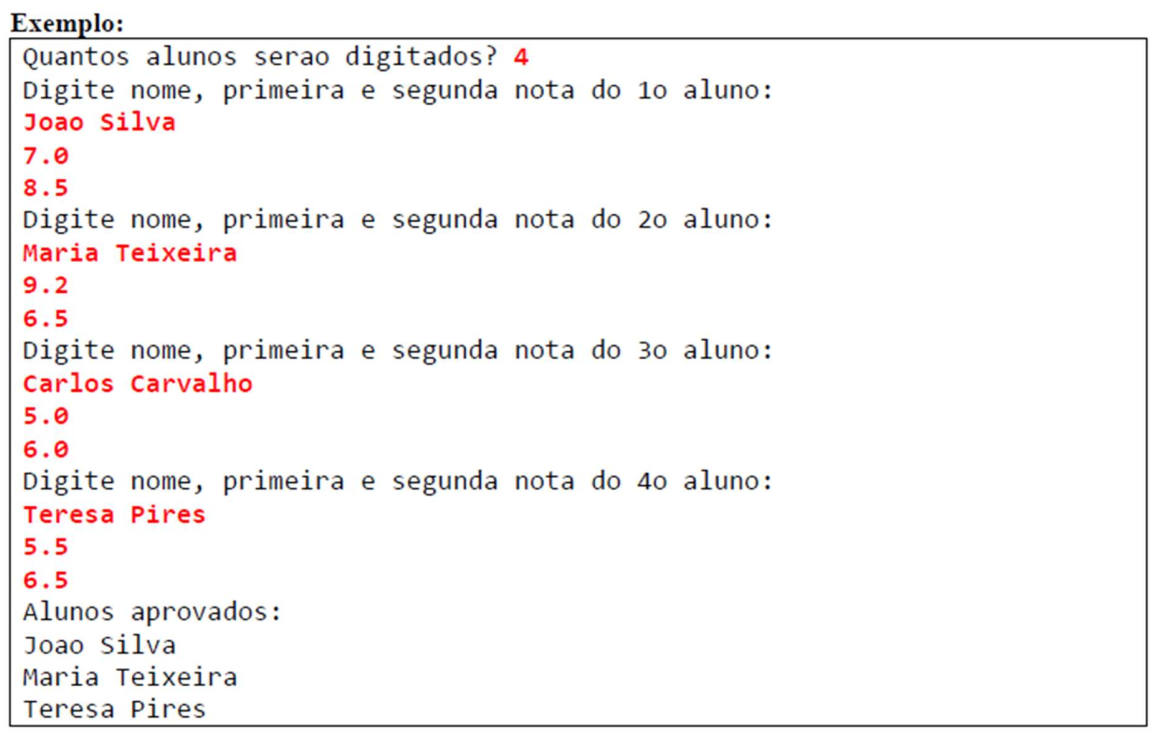 Exemplo:
Quantos alunos serao digitados? 4
Digite nome, primeira e segunda nota do 1o aluno:
Joao Silva
7.0
8.5
Digite nome, primeira e segunda nota do 2o aluno:
Maria Teixeira
9.2
6.5
Digite nome, primeira e segunda nota do 3o aluno:
Carlos Carvalho
5.0
6.0
Digite nome, primeira e segunda nota do 4o aluno:
Teresa Pires
5.5
6.5
Alunos aprovados:
Joao Silva
Maria Teixeira
Teresa Pires